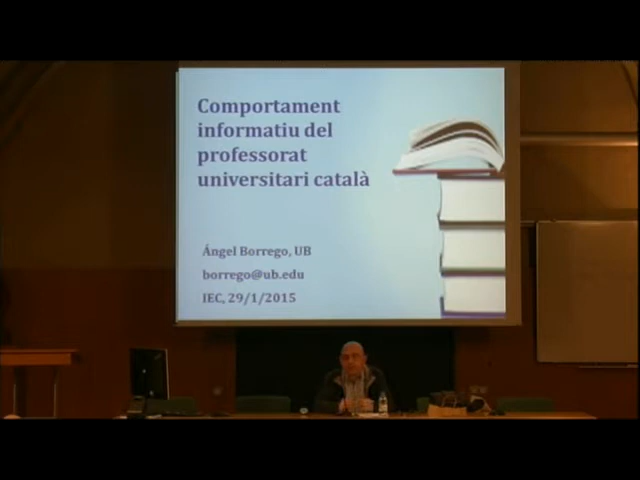 Comportament
informatiu del
professorat
universitari català
Ángel Borrego, UB
borrego@ub.edu
IEC, 29/1/2015